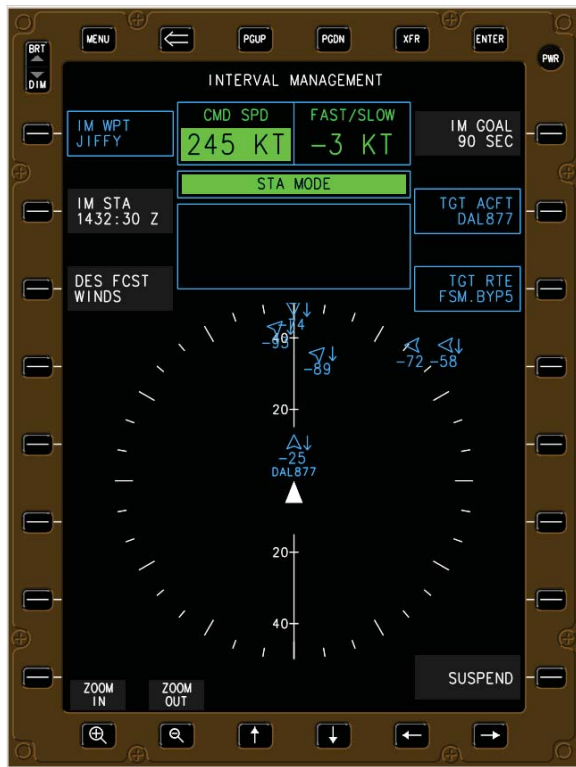 MENU
PGUP
PGDN
XFR
ENTER
BRT
DIM
PWR
INTERVAL MANAGEMENT
IM WPT
JIFFY
CMD SPD
245 KT
FAST/SLOW
-3 KT
IM GOAL
90 SEC
STA MODE
IM STA
1432:30 Z
TGT ACFT
DAL877
DES FCST
WINDS
TGT RTE
FSM.BYP5
-74
-95
40
-89
-72
-58
20
-25
DAL877
20
40
SUSPEND
ZOOM
IN
ZOOM
OUT